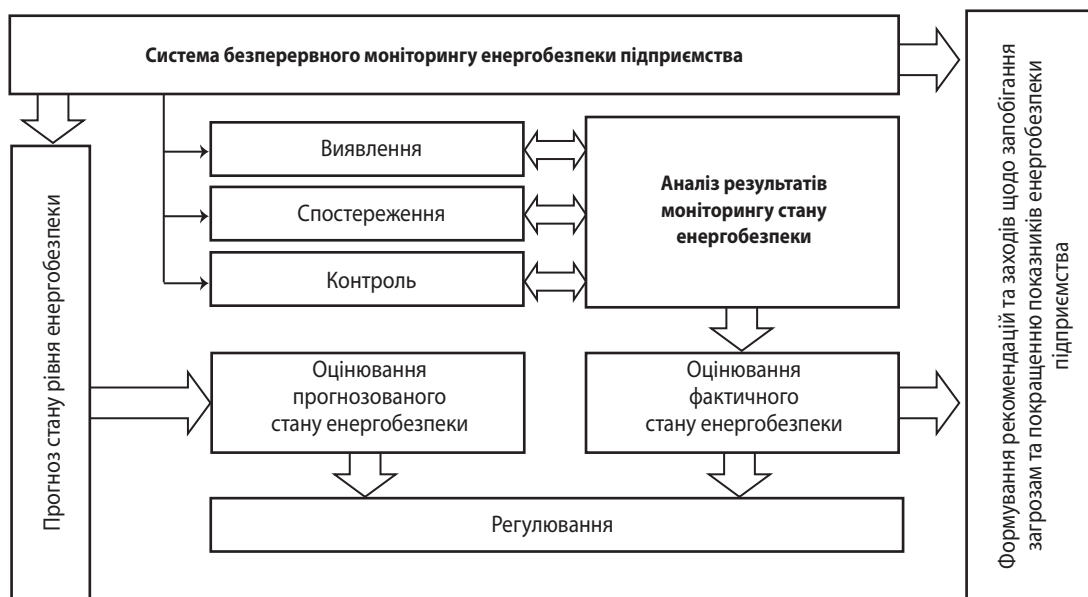 Система безперервного моніторингу енергобезпеки підприємства
Виявлення
Спостереження
Контроль
Аналіз результатів
моніторингу стану
енергобезпеки
Прогноз стану рівня енергобезпеки
Оцінювання
прогнозованого
стану енергобезпеки
Оцінювання
фактичного
стану енергобезпеки
Регулювання
Формування рекомендацій та заходів щодо запобігання
загрозам та покращенню показників енергобезпеки
підприємства